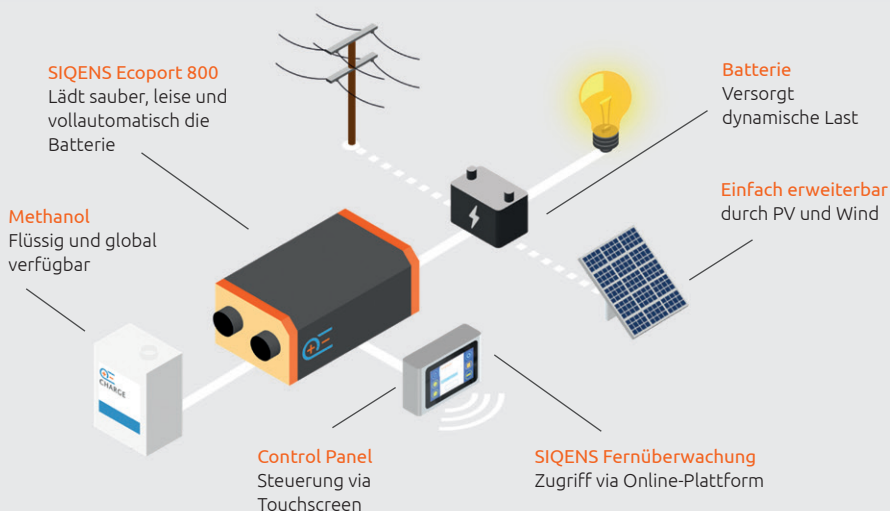 SIQENS Ecoport 800
Lädt sauber, leise und
vollautomatisch die
Batterie
Batterie
Versorgt
dynamische Last
Methanol
Flüssig und global
verfügbar
Einfach erweiterbar
durch PV und Wind
CHARGE
Control Panel
Steuerung via
Touchscreen
SIQENS Fernüberwachung
Zugriff via Online-Plattform